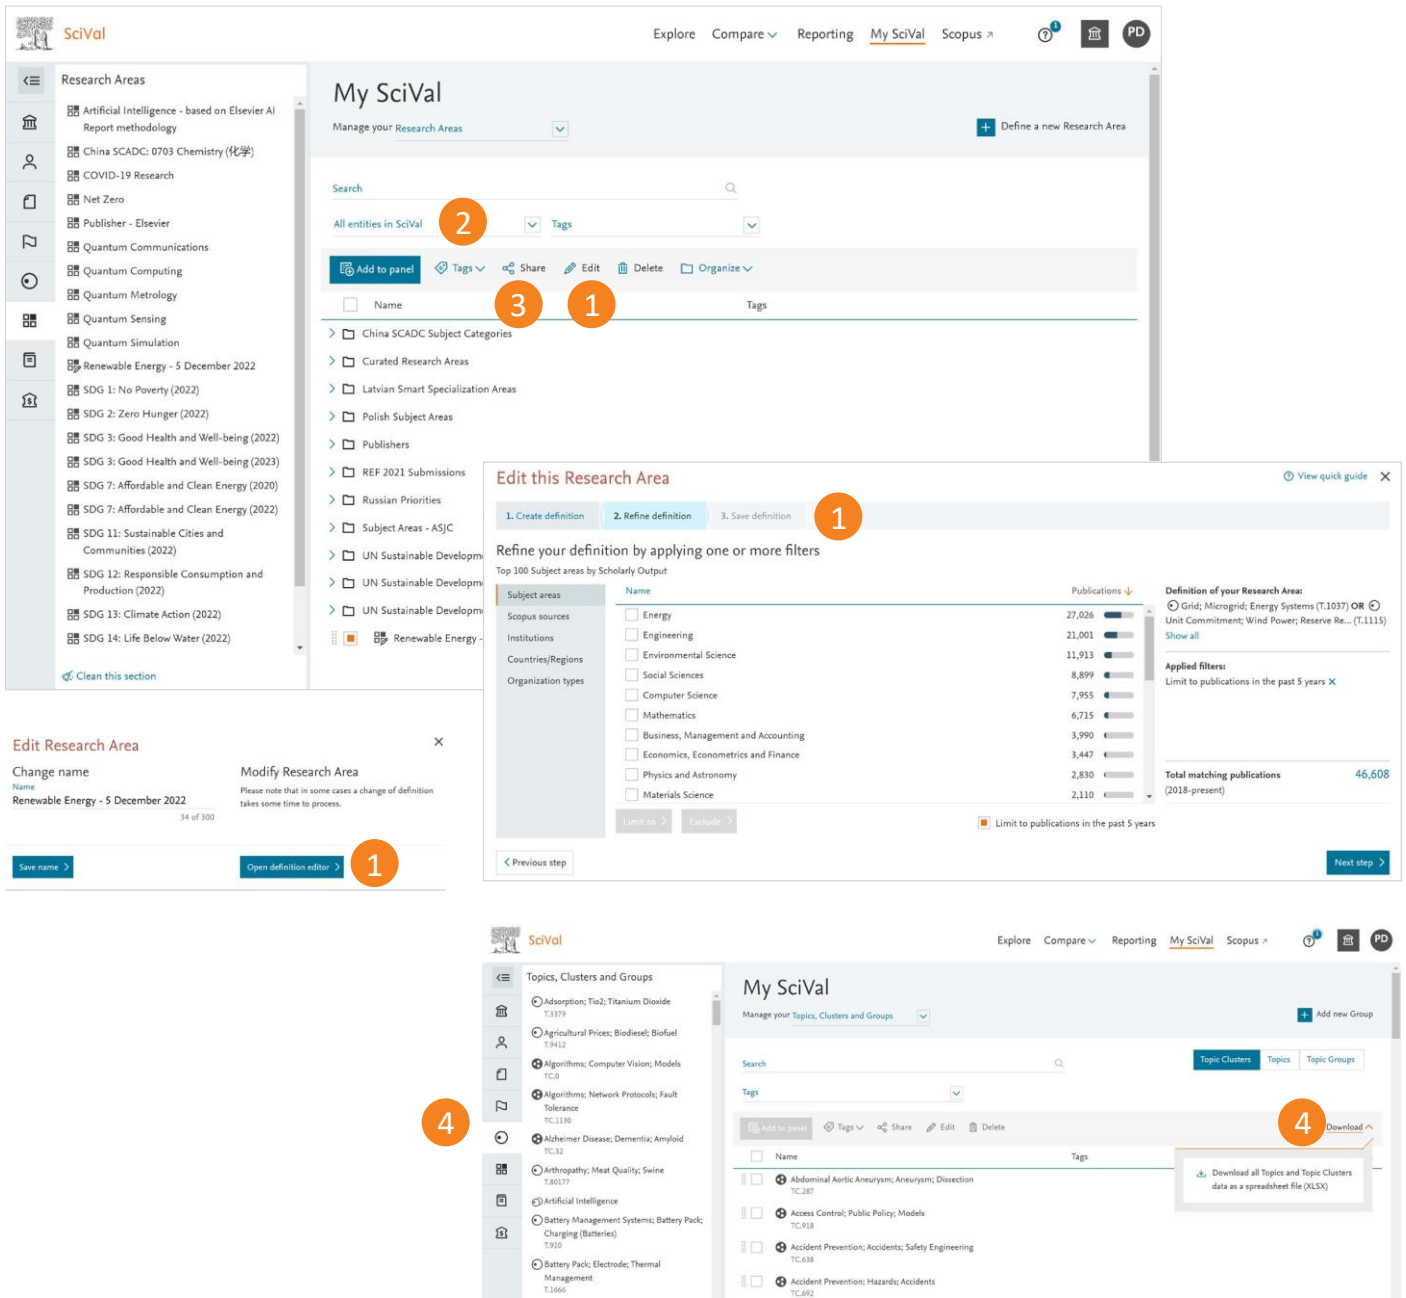 SciVal
Explore Compare Reporting My SciVal Scopus
1
PD
Research Areas
Artificial Intelligence - based on Elsevier AI
Report methodology
China SCADC: 0703 Chemistry (化学)
COVID-19 Research
Net Zero
Publisher - Elsevier
Quantum Communications
Quantum Computing
Quantum Metrology
Quantum Sensing
Quantum Simulation
Renewable Energy - 5 December 2022
SDG 1: No Poverty (2022)
SDG 2: Zero Hunger (2022)
SDG 3: Good Health and Well-being (2022)
SDG 3: Good Health and Well-being (2023)
SDG 7: Affordable and Clean Energy (2020)
SDG 7: Affordable and Clean Energy (2022)
SDG 11: Sustainable Cities and
Communities (2022)
SDG 12: Responsible Consumption and
Production (2022)
SDG 13: Climate Action (2022)
SDG 14: Life Below Water (2022)
Clean this section
My SciVal
Manage your Research Areas
Define a new Research Area
Search
All entities in SciVal
2
Tags
Add to panel Tags Share Edit Delete Organize
3
1
Name Tags
China SCADC Subject Categories
Curated Research Areas
Latvian Smart Specialization Areas
Polish Subject Areas
Publishers
REF 2021 Submissions
Russian Priorities
Subject Areas - ASJC
UN Sustainable Developm
UN Sustainable Developm
UN Sustainable Developm
Renewable Energy -
Edit this Research Area
View quick guide
1. Create definition 2. Refine definition 3. Save definition
1
Refine your definition by applying one or more filters
Top 100 Subject areas by Scholarly Output
Subject areas
Scopus sources
Institutions
Countries/Regions
Organization types
Name Publications
Energy 27,026
Engineering 21,001
Environmental Science 11,913
Social Sciences 8,899
Computer Science 7,955
Mathematics 6,715
Business, Management and Accounting 3,990
Economics, Econometrics and Finance 3,447
Physics and Astronomy 2,830
Materials Science 2,110
Limit to Exclude
Limit to publications in the past 5 years
Definition of your Research Area:
Grid; Microgrid; Energy Systems (T.1037) OR
Unit Commitment; Wind Power; Reserve Re... (T.1115)
Show all
Applied filters:
Limit to publications in the past 5 years
Total matching publications 46,608
(2018-present)
Previous step
Next step
Edit Research Area
Change name
Name
Renewable Energy - 5 December 2022
34 of 300
Save name
Modify Research Area
Please note that in some cases a change of definition
takes some time to process.
Open definition editor
1
SciVal
Explore Compare Reporting My SciVal Scopus
1
PD
Topics, Clusters and Groups
Adsorption; Tio2; Titanium Dioxide
T.3379
Agricultural Prices; Biodiesel; Biofuel
T.9412
Algorithms; Computer Vision; Models
TC.0
Algorithms; Network Protocols; Fault
Tolerance
TC.1130
4
Alzheimer Disease; Dementia; Amyloid
TC.32
Arthropathy; Meat Quality; Swine
T.80177
Artificial Intelligence
Battery Management Systems; Battery Pack;
Charging (Batteries)
T.910
Battery Pack; Electrode; Thermal
Management
T.1666
My SciVal
Manage your Topics, Clusters and Groups
Add new Group
Search
Topic Clusters Topics Topic Groups
Tags
Add to panel Tags Share Edit Delete
4
Download
Download all Topics and Topic Clusters
data as a spreadsheet file (XLSX)
Name Tags
Abdominal Aortic Aneurysm; Aneurysm; Dissection
TC.287
Access Control; Public Policy; Models
TC.918
Accident Prevention; Accidents; Safety Engineering
TC.638
Accident Prevention; Hazards; Accidents
TC.692